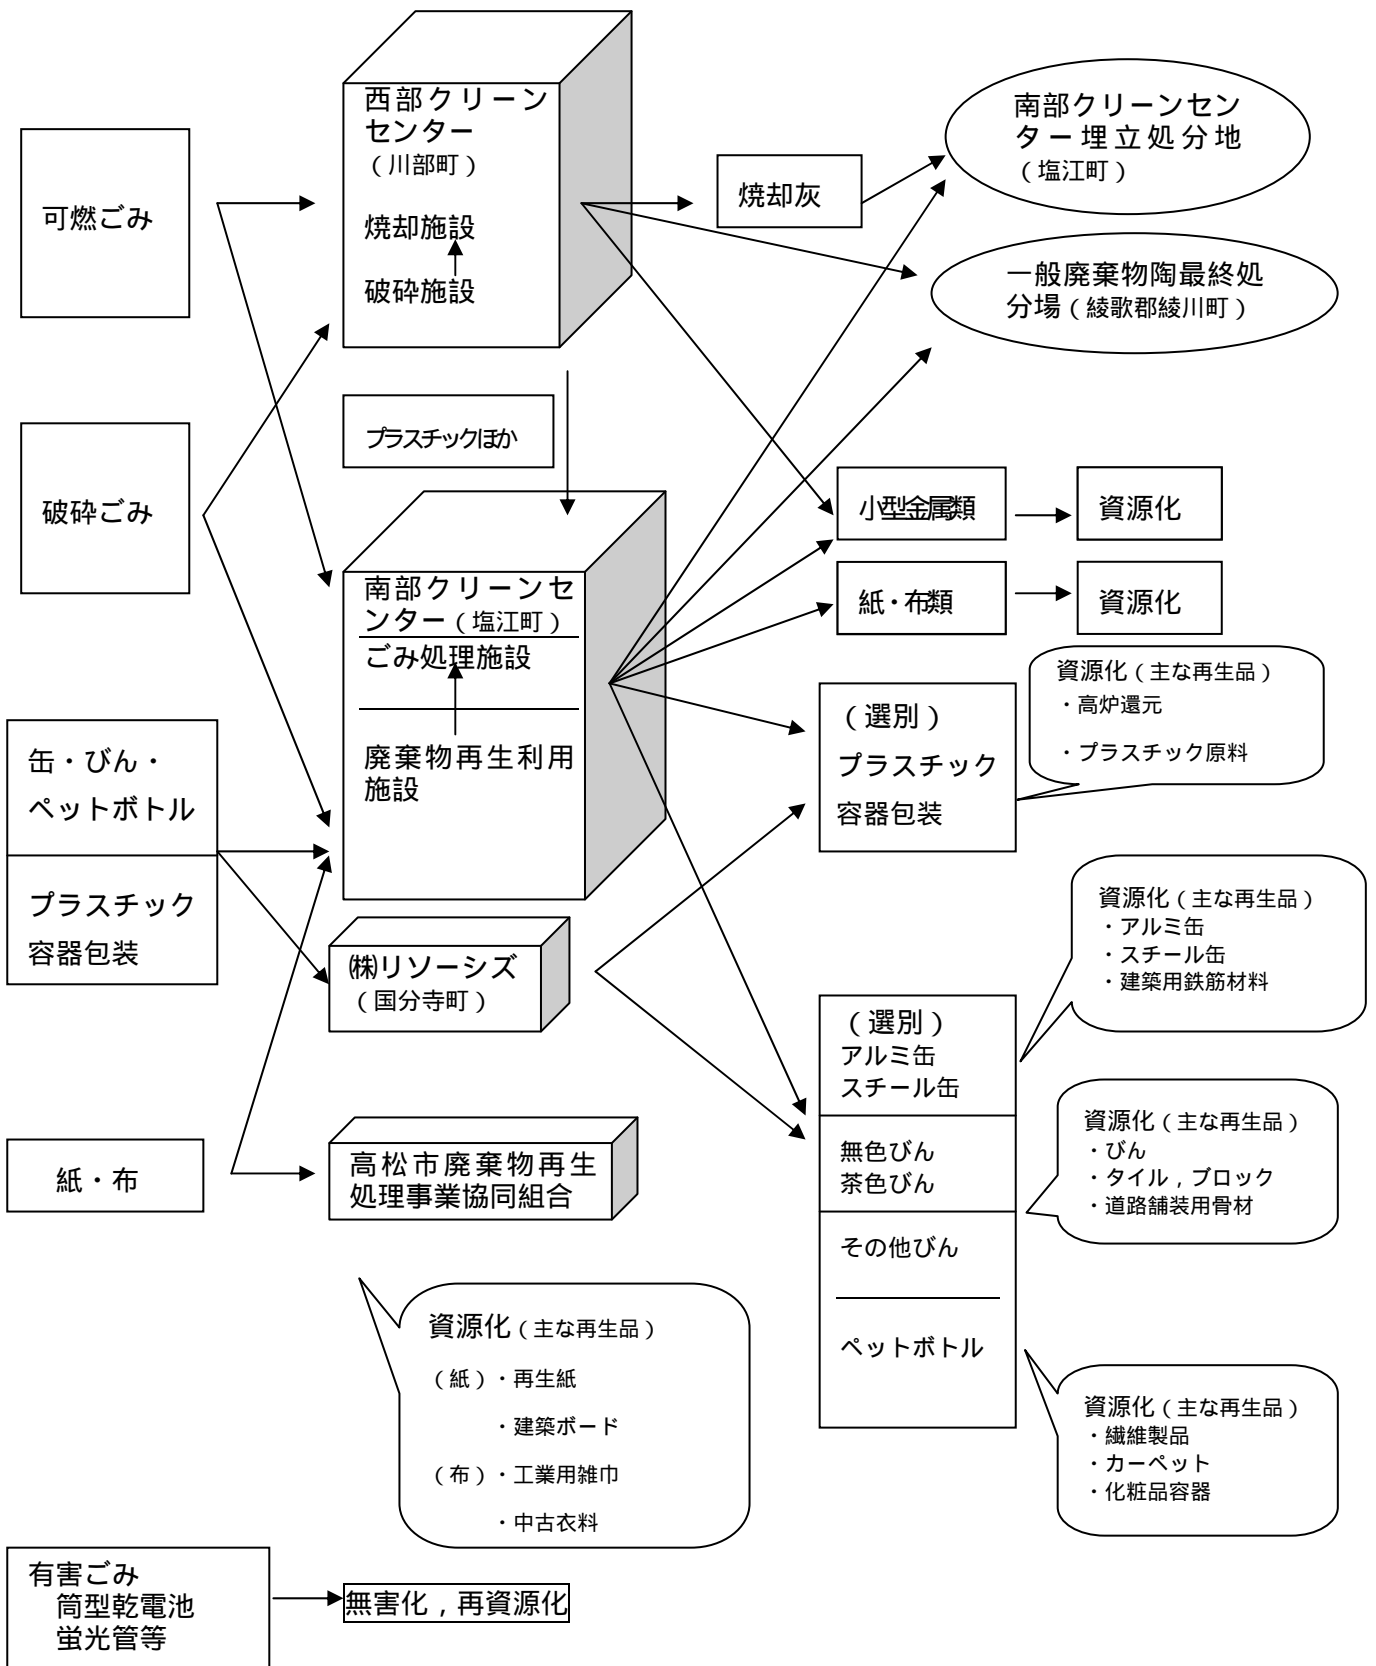 西部クリーン
センター
（川部町）
焼却施設
破砕施設
可燃ごみ
焼却灰
南部クリーンセン
ター埋立処分地
（塩江町）
一般廃棄物陶最終処
分場（綾歌郡綾川町）
プラスチックほか
破砕ごみ
小型金属類
資源化
紙・布類
資源化
南部クリーンセ
ンター（塩江町）
ごみ処理施設
廃棄物再生利用
施設
（選別）
プラスチック
容器包装
資源化（主な再生品）
・高炉還元
・プラスチック原料
缶・びん・
ペットボトル
プラスチック
容器包装
㈱リソーシズ
（国分寺町）
資源化（主な再生品）
・アルミ缶
・スチール缶
・建築用鉄筋材料
（選別）
アルミ缶
スチール缶
無色びん
茶色びん
その他びん
ペットボトル
資源化（主な再生品）
・びん
・タイル，ブロック
・道路舗装用骨材
紙・布
高松市廃棄物再生
処理事業協同組合
資源化（主な再生品）
（紙）・再生紙
・建築ボード
（布）・工業用雑巾
・中古衣料
資源化（主な再生品）
・繊維製品
・カーペット
・化粧品容器
有害ごみ
筒型乾電池
蛍光管等
無害化，再資源化